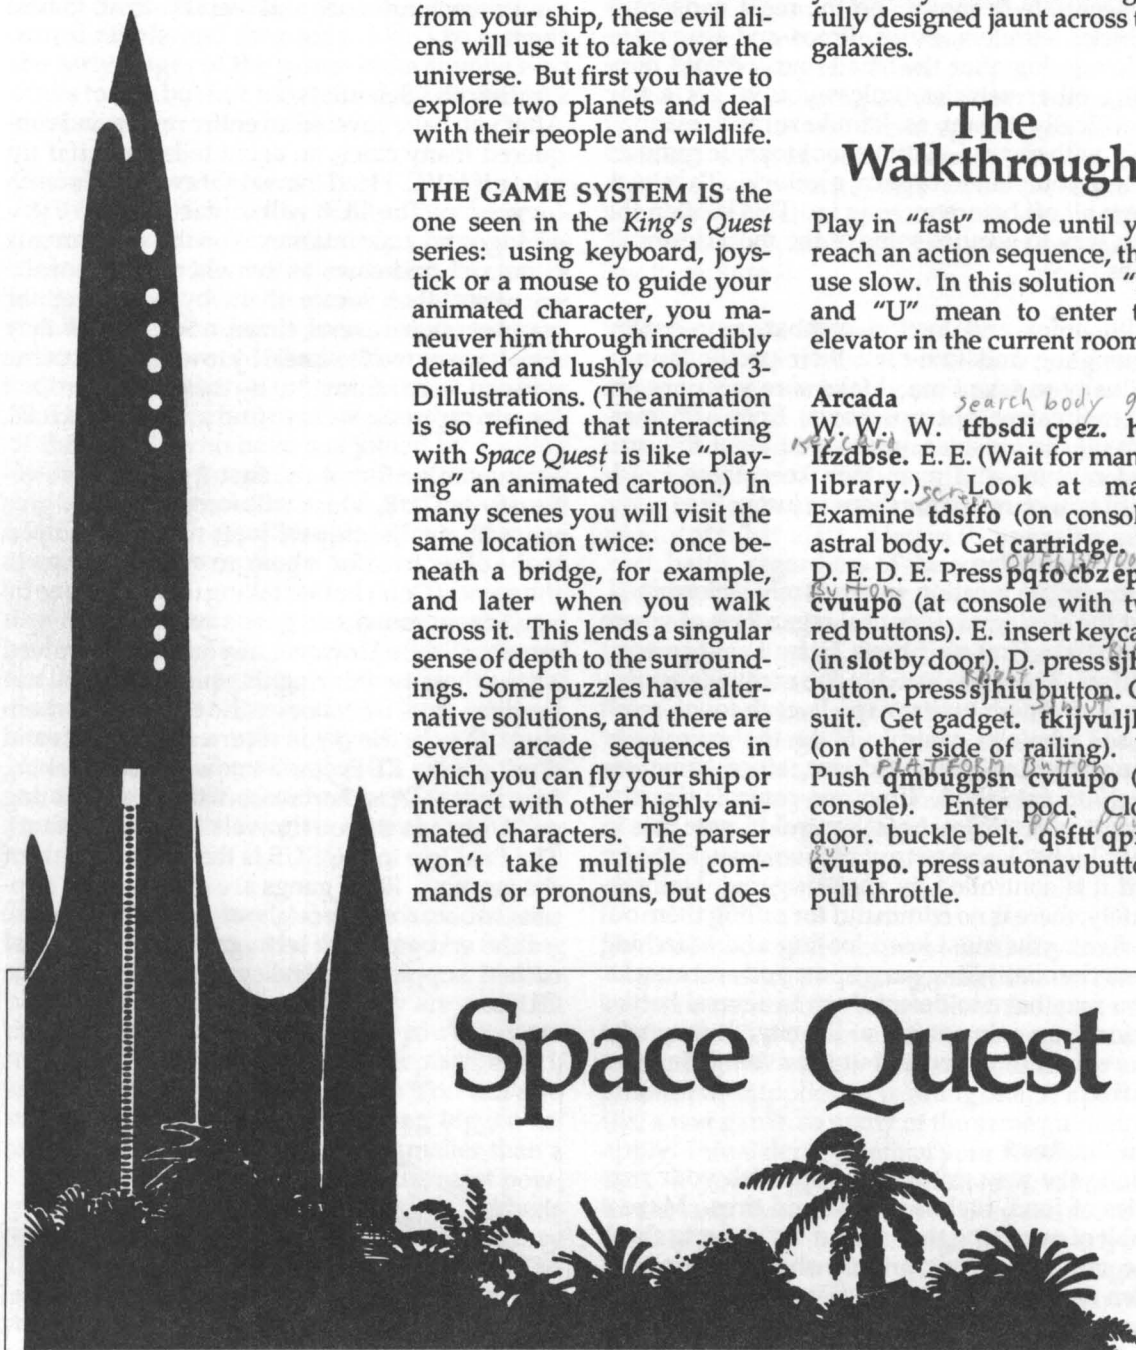 from your ship, these evil ali-
ens will use it to take over the
universe. But first you have to
explore two planets and deal
with their people and wildlife.
THE GAME SYSTEM IS the
one seen in the King's Quest
series: using keyboard, joys-
tick or a mouse to guide your
animated character, you ma-
neuver him through incredibly
detailed and lushly colored 3-
D illustrations. (The animation
is so refined that interacting
with Space Quest is like "play-
ing" an animated cartoon.) In
many scenes you will visit the
same location twice: once be-
neath a bridge, for example,
and later when you walk
across it. This lends a singular
sense of depth to the surround-
ings. Some puzzles have alter-
native solutions, and there are
several arcade sequences in
which you can fly your ship or
interact with other highly ani-
mated characters. The parser
won't take multiple com-
mands or pronouns, but does
fully designed jaunt across
galaxies.
The
Walkthrough
Play in "fast" mode until
reach an action sequence,
use slow. In this solution
and "U" mean to enter
elevator in the current room
Arcada
search body
W. W. W. tfbsdi cpez.
keycard
lfzdbse. E. E. (Wait for man
library.) Look at
screen
Examine tdsffo (on
astral body. Get cartridge.
open bay door
D. E. D. E. Press pqfo cbz
Button
cvuupo (at console with
red buttons). E. insert
(in slot by door). D. press
right
button. press sjhiu button.
suit. Get gadget.
(on other side of railing).
PLATFORM BUTTON
Push qmbugpsn cvuupo
console). Enter pod.
door. buckle belt.
cvuupo. press autonav
pull throttle.
Space Quest